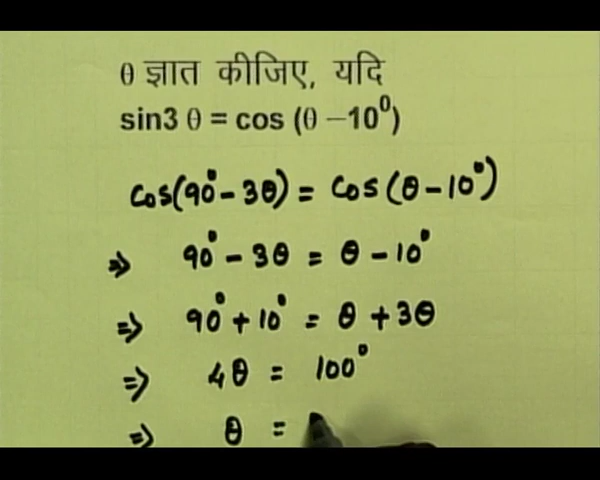 θ ज्ञात कीजिए, यदि
sin3 θ = cos (θ –10⁰)
cos(90° - 3θ) = cos(θ - 10°)
⇒ 90° - 3θ = θ - 10°
⇒ 90° + 10° = θ + 3θ
⇒ 4θ = 100°
⇒ θ =